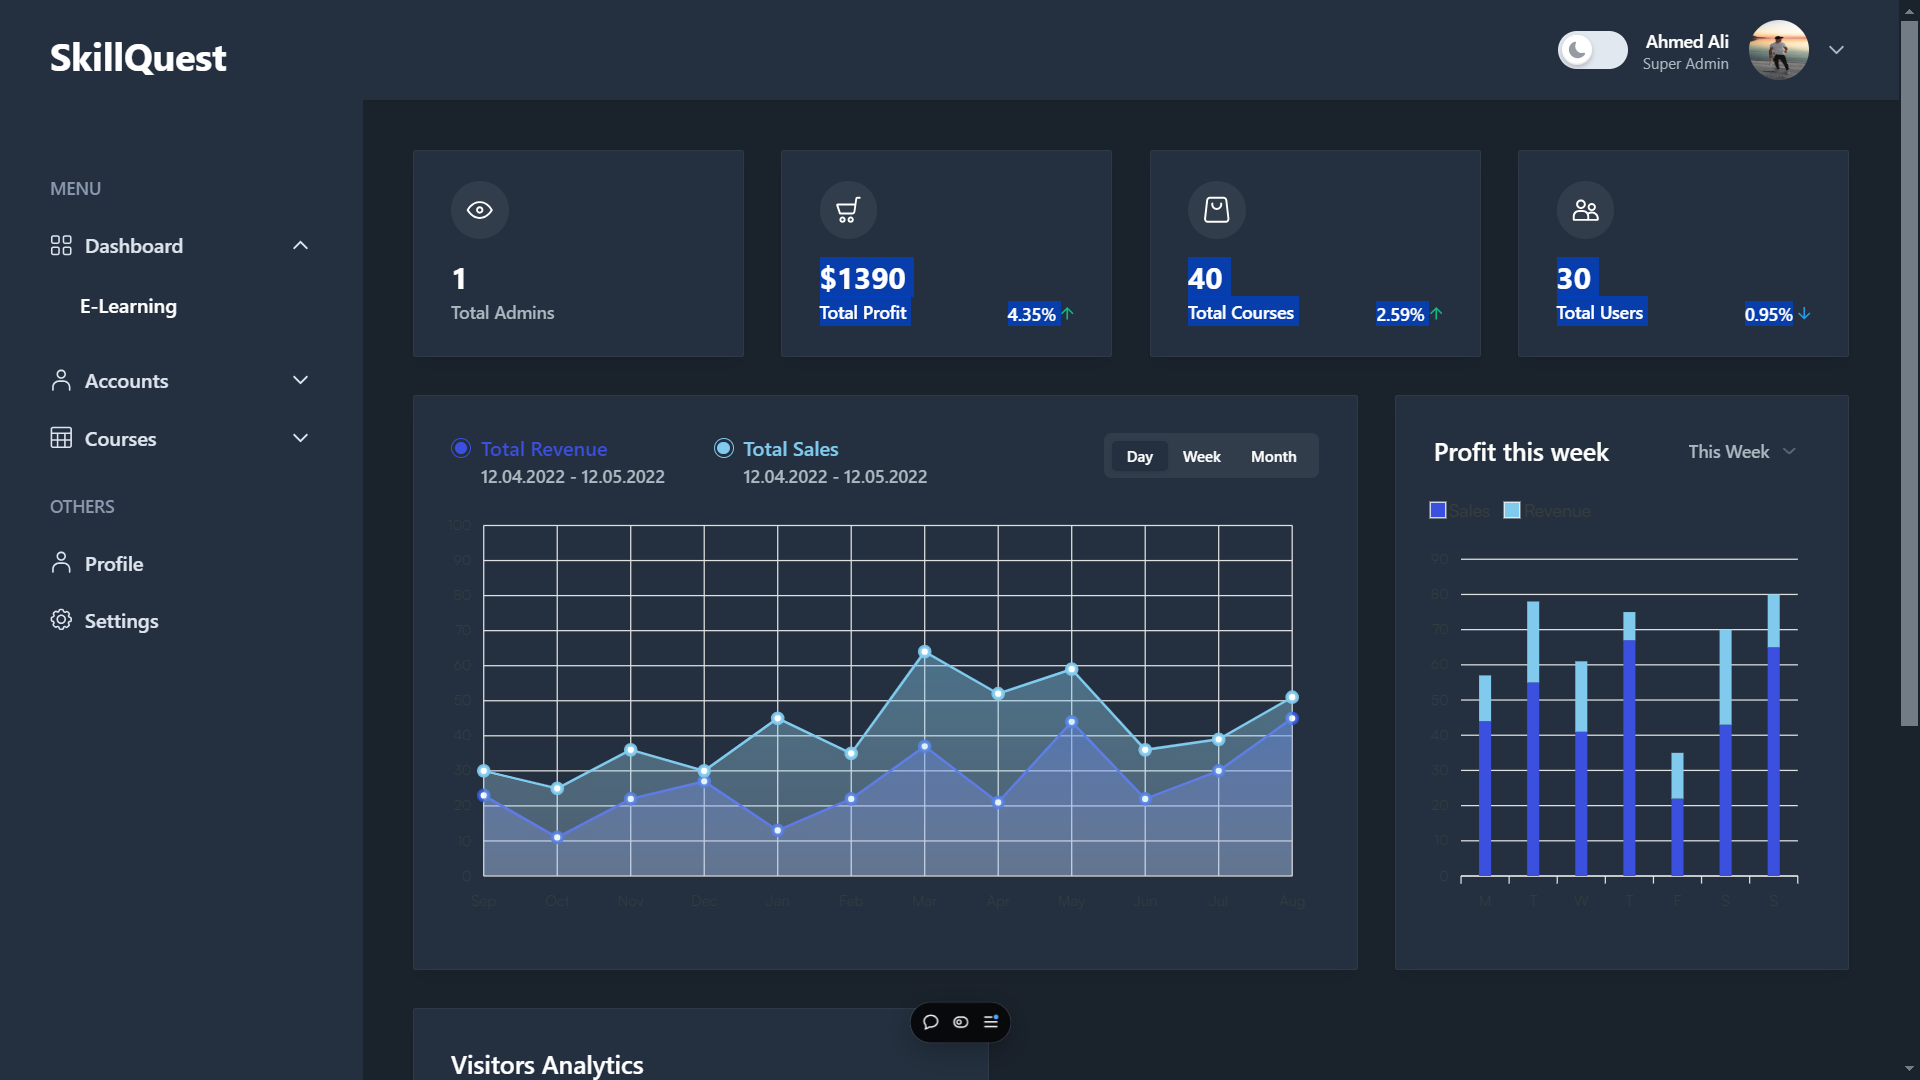 SkillQuest
Ahmed Ali
Super Admin
MENU
Dashboard
E-Learning
Accounts
Courses
OTHERS
Profile
Settings
1
Total Admins
$1390
Total Profit
4.35%
40
Total Courses
2.59%
30
Total Users
0.95%
Total Revenue
12.04.2022 - 12.05.2022
Total Sales
12.04.2022 - 12.05.2022
Day
Week
Month
100
90
80
70
60
50
40
30
20
10
0
Sep Oct Nov Dec Jan Feb Mar Apr May Jun Jul Aug
Profit this week
This Week
Sales
Revenue
90
80
70
60
50
40
30
20
10
0
M T W T F S S
Visitors Analytics